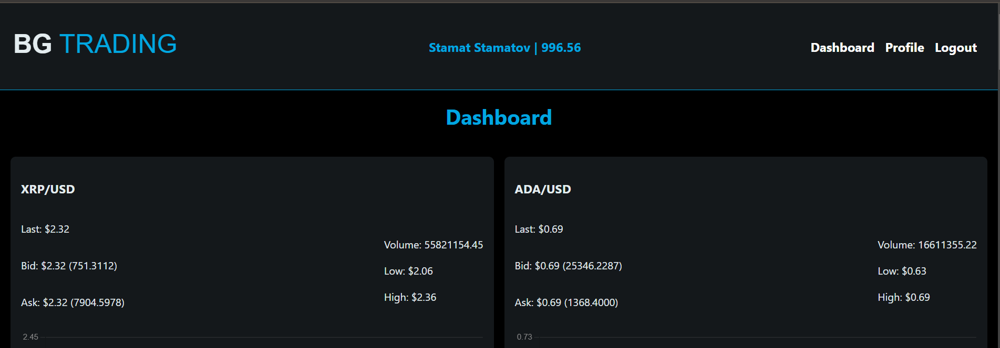 BG TRADING
Stamat Stamatov | 996.56
Dashboard Profile Logout
Dashboard
XRP/USD
Last: $2.32
Bid: $2.32 (751.3112)
Ask: $2.32 (7904.5978)
Volume: 55821154.45
Low: $2.06
High: $2.36
2.45
ADA/USD
Last: $0.69
Bid: $0.69 (25346.2287)
Ask: $0.69 (1368.4000)
Volume: 16611355.22
Low: $0.63
High: $0.69
0.73